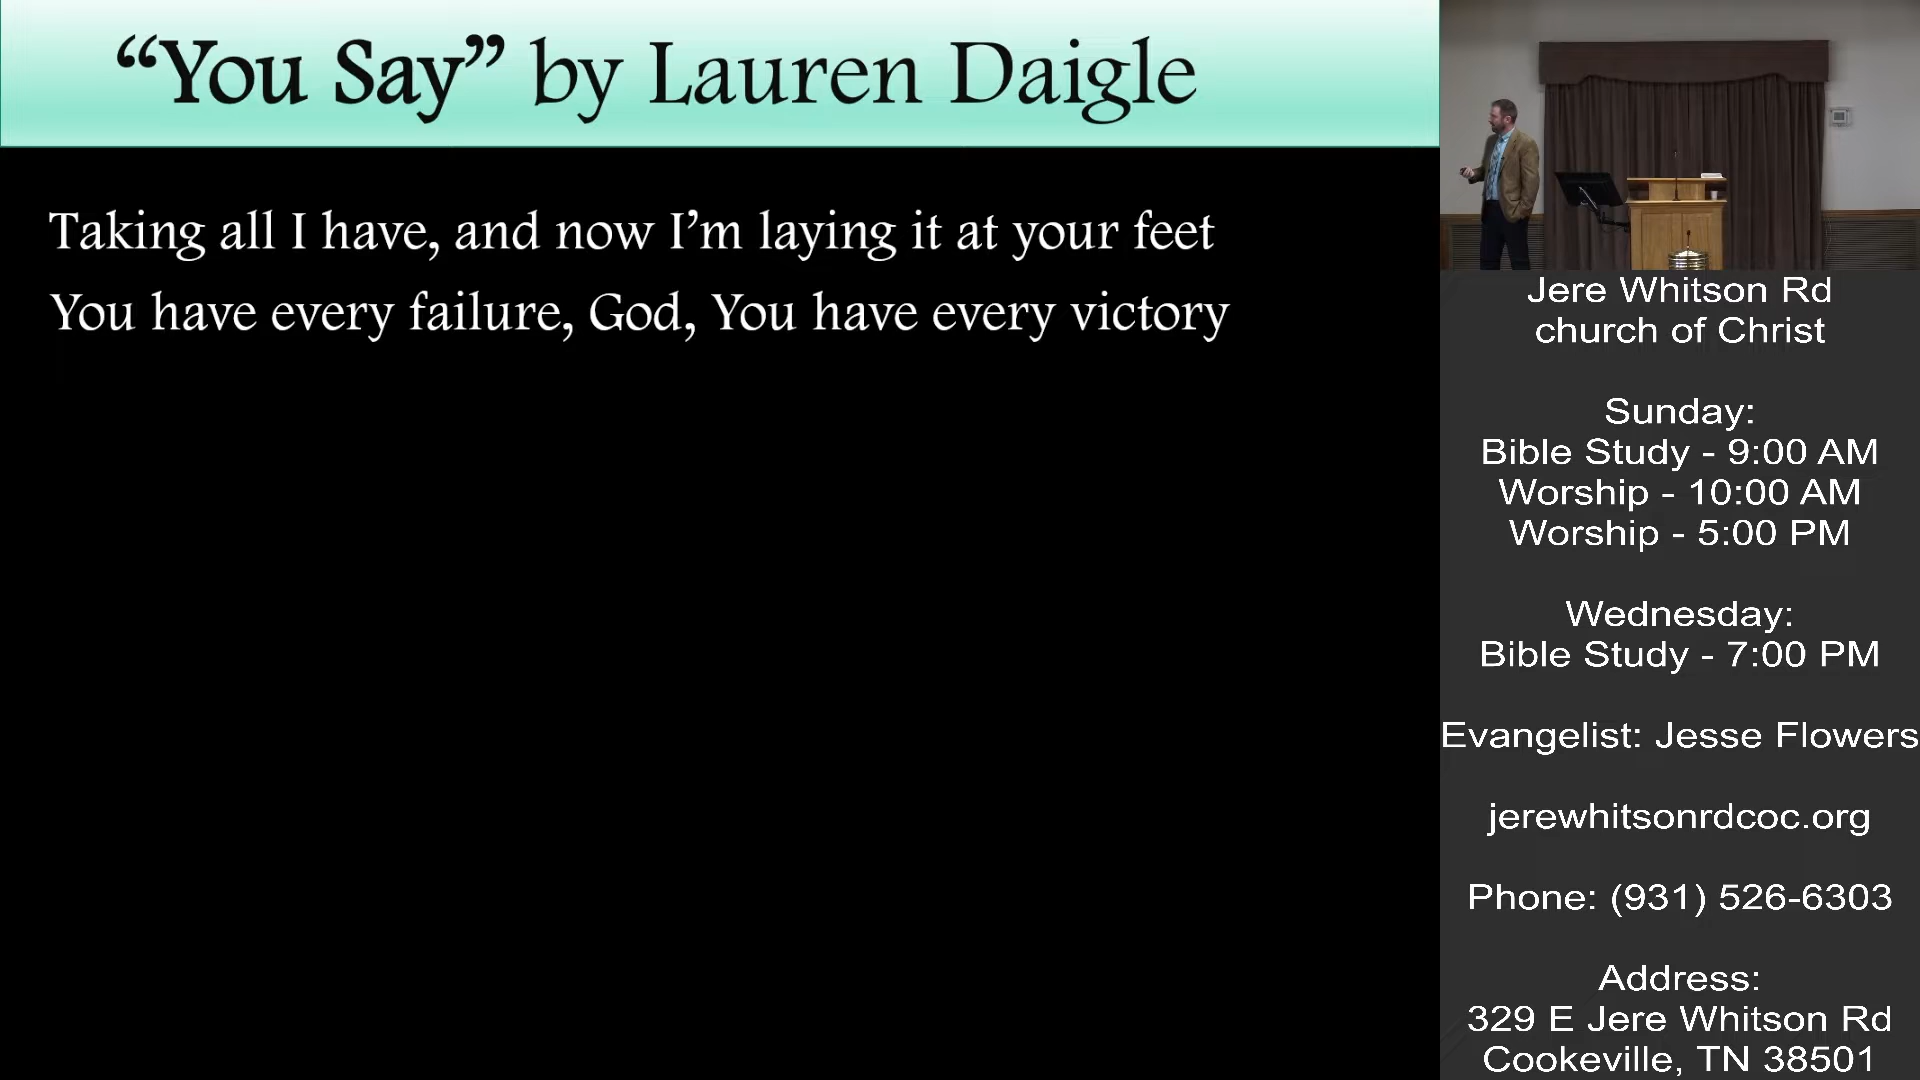 “You Say” by Lauren Daigle
Taking all I have, and now I’m laying it at your feet
You have every failure, God, You have every victory
Jere Whitson Rd
church of Christ
Sunday:
Bible Study - 9:00 AM
Worship - 10:00 AM
Worship - 5:00 PM
Wednesday:
Bible Study - 7:00 PM
Evangelist: Jesse Flowers
jerewhitsonrdcoc.org
Phone: (931) 526-6303
Address:
329 E Jere Whitson Rd
Cookeville, TN 38501